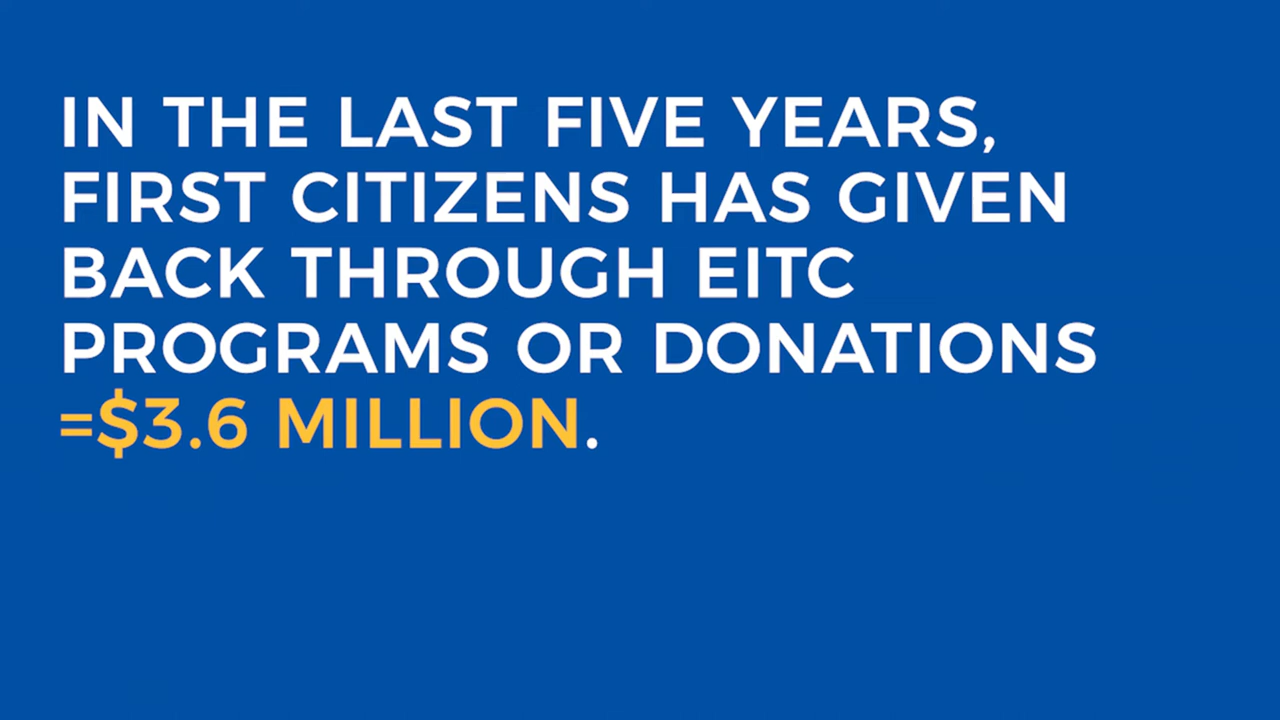 IN THE LAST FIVE YEARS,
FIRST CITIZENS HAS GIVEN
BACK THROUGH EITC
PROGRAMS OR DONATIONS
=$3.6 MILLION.